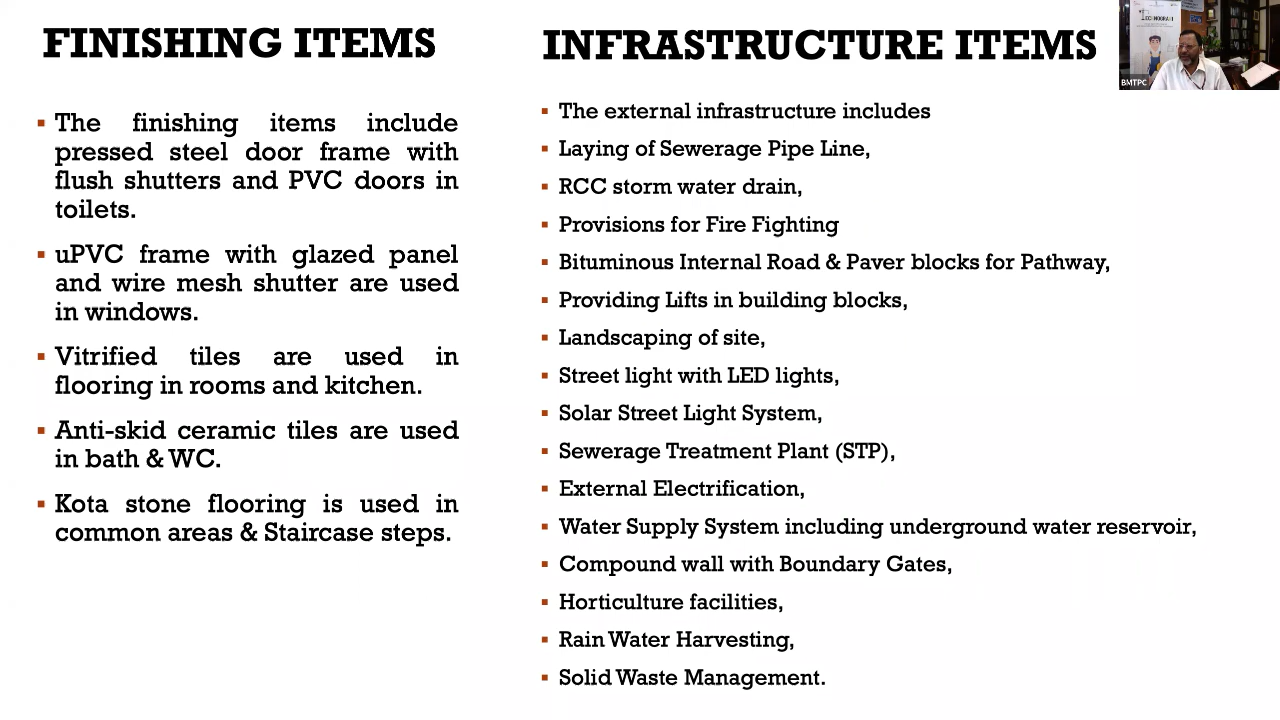 FINISHING ITEMS
The finishing items include
pressed steel door frame with
flush shutters and PVC doors in
toilets.
uPVC frame with glazed panel
and wire mesh shutter are used
in windows.
Vitrified tiles are used in
flooring in rooms and kitchen.
Anti-skid ceramic tiles are used
in bath & WC.
Kota stone flooring is used in
common areas & Staircase steps.
INFRASTRUCTURE ITEMS
The external infrastructure includes
Laying of Sewerage Pipe Line,
RCC storm water drain,
Provisions for Fire Fighting
Bituminous Internal Road & Paver blocks for Pathway,
Providing Lifts in building blocks,
Landscaping of site,
Street light with LED lights,
Solar Street Light System,
Sewerage Treatment Plant (STP),
External Electrification,
Water Supply System including underground water reservoir,
Compound wall with Boundary Gates,
Horticulture facilities,
Rain Water Harvesting,
Solid Waste Management.
BMTPC